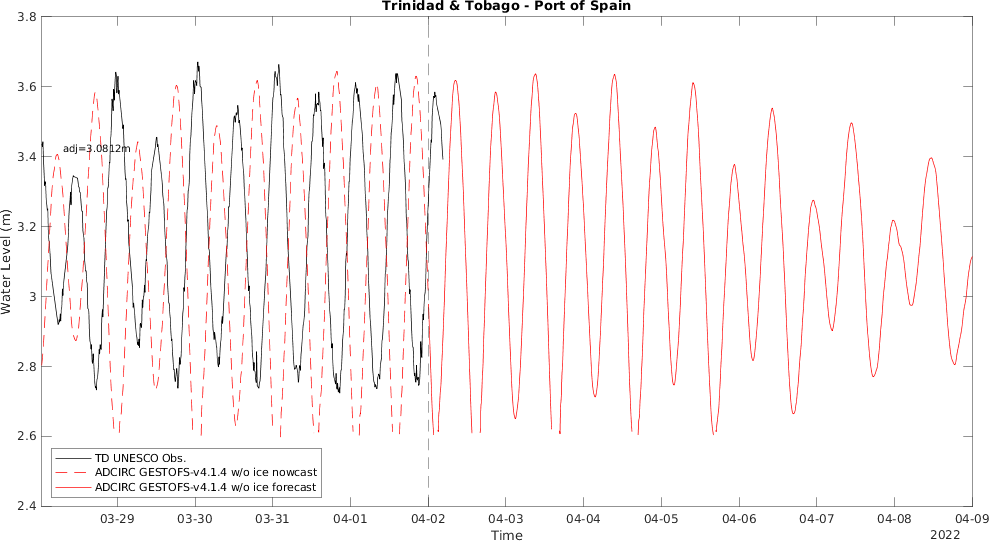 Trinidad & Tobago - Port of Spain
3.8
3.6
3.4
3.2
3
2.8
2.6
2.4
Water Level (m)
adj=3.0812m
TD UNESCO Obs.
ADCIRC GESTOFS-v4.1.4 w/o ice nowcast
ADCIRC GESTOFS-v4.1.4 w/o ice forecast
03-29 03-30 03-31 04-01 04-02 04-03 04-04 04-05 04-06 04-07 04-08 04-09
Time
2022